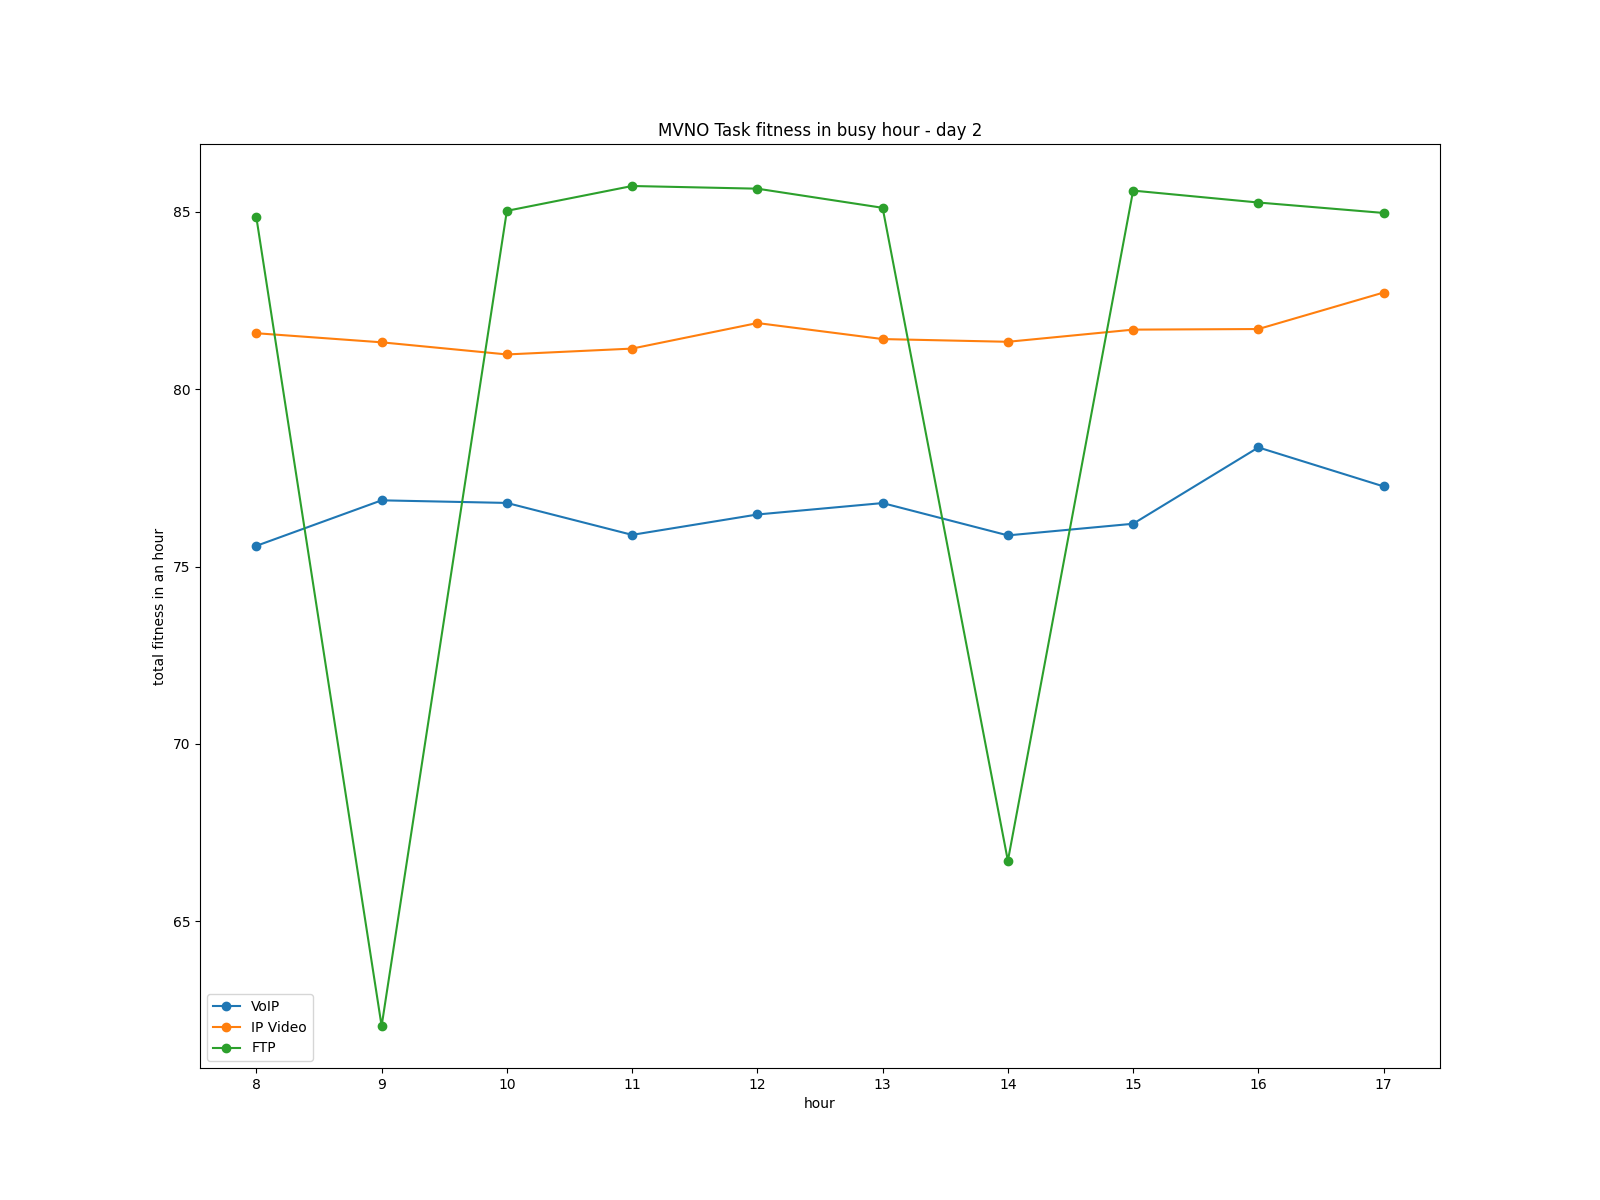 MVNO Task fitness in busy hour - day 2
total fitness in an hour
85
80
75
70
65
VoIP
IP Video
FTP
8 9 10 11 12 13 14 15 16 17
hour